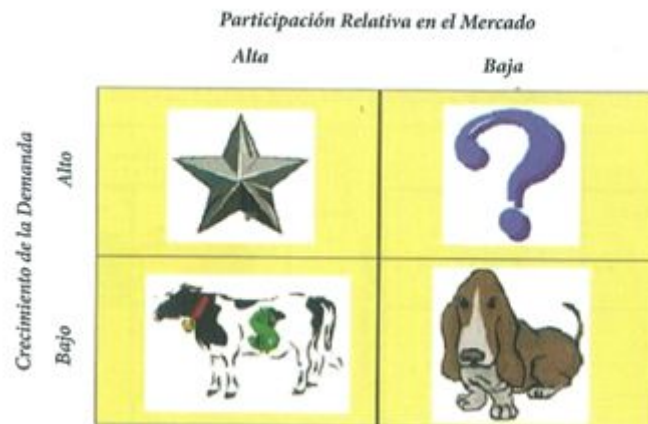 Participación Relativa en el Mercado
Alta
Baja
Crecimiento de la Demanda
Alto
Bajo
?
$